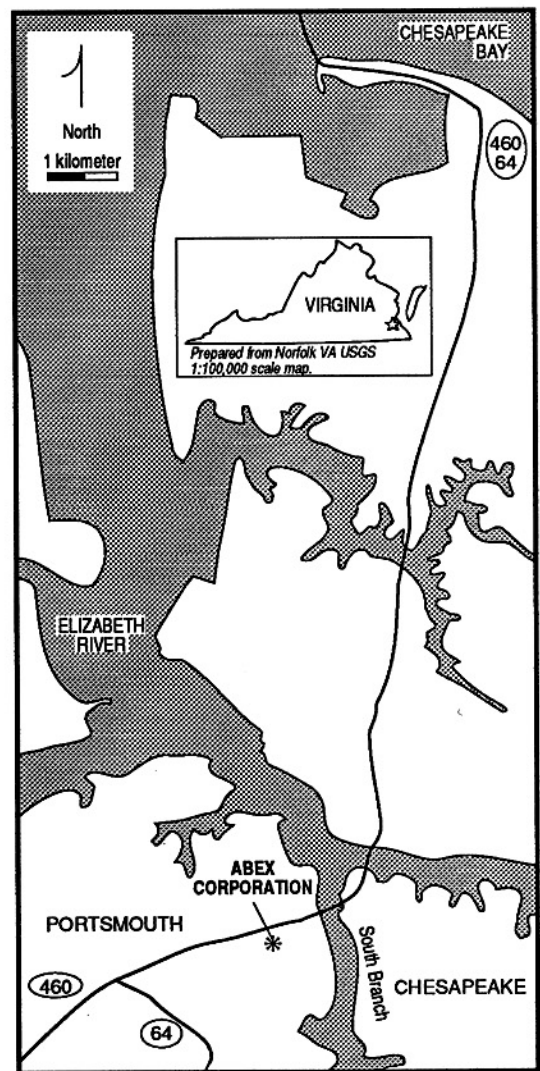 CHESAPEAKE
BAY
North
1 kilometer
460
64
VIRGINIA
Prepared from Norfolk VA USGS
1:100,000 scale map.
ELIZABETH
RIVER
ABEX
CORPORATION
PORTSMOUTH
South Branch
CHESAPEAKE
460
64